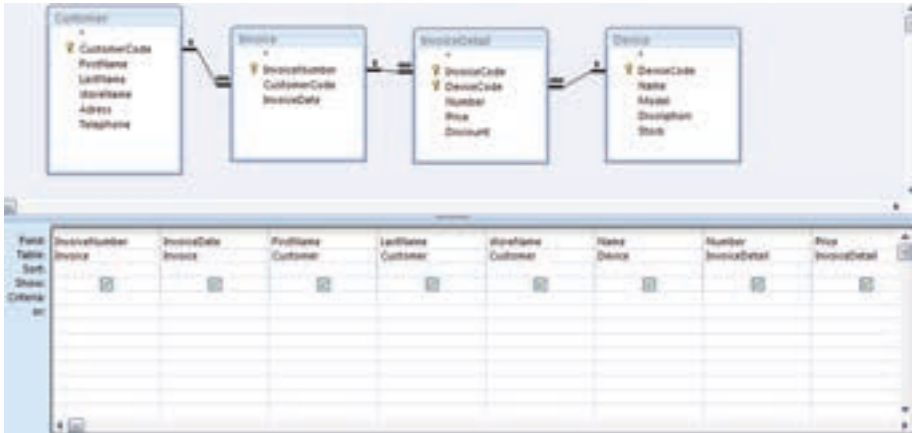 Customer
*
CustomerCode
FirstName
LastName
storeName
Adress
Telephone
Invoice
*
InvoiceNumber
CustomerCode
InvoiceDate
InvoiceDetail
*
InvoiceCode
DeviceCode
Number
Price
Discount
Device
*
DeviceCode
Name
Model
Stock
Field: InvoiceNumber InvoiceDate FirstName LastName storeName Name Number Price
Table: Invoice Invoice Customer Customer Customer Device InvoiceDetail InvoiceDetail
Sort:
Show:
Criteria:
or: